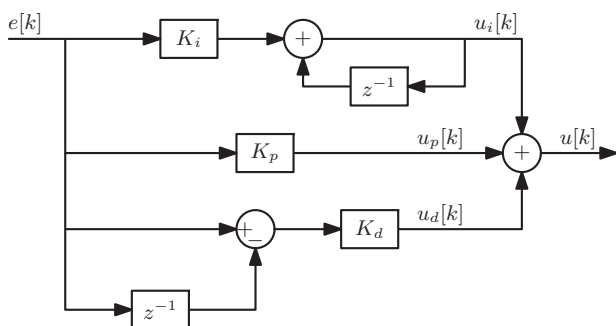 e[k]
K_i
+
u_i[k]
z^{-1}
K_p
u_p[k]
+
u[k]
+
−
K_d
u_d[k]
z^{-1}